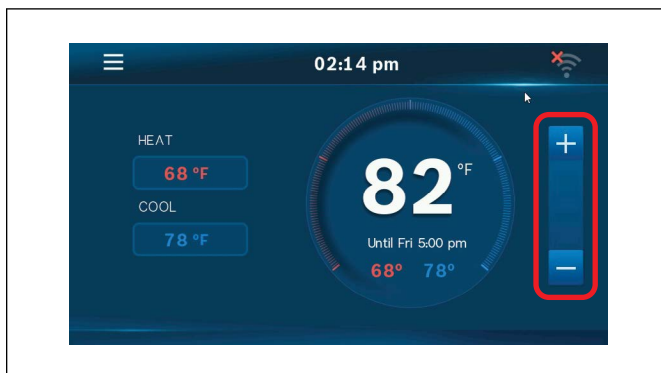 02:14 pm
HEAT
68 °F
COOL
78 °F
82 °F
Until Fri 5:00 pm
68° 78°
+
−